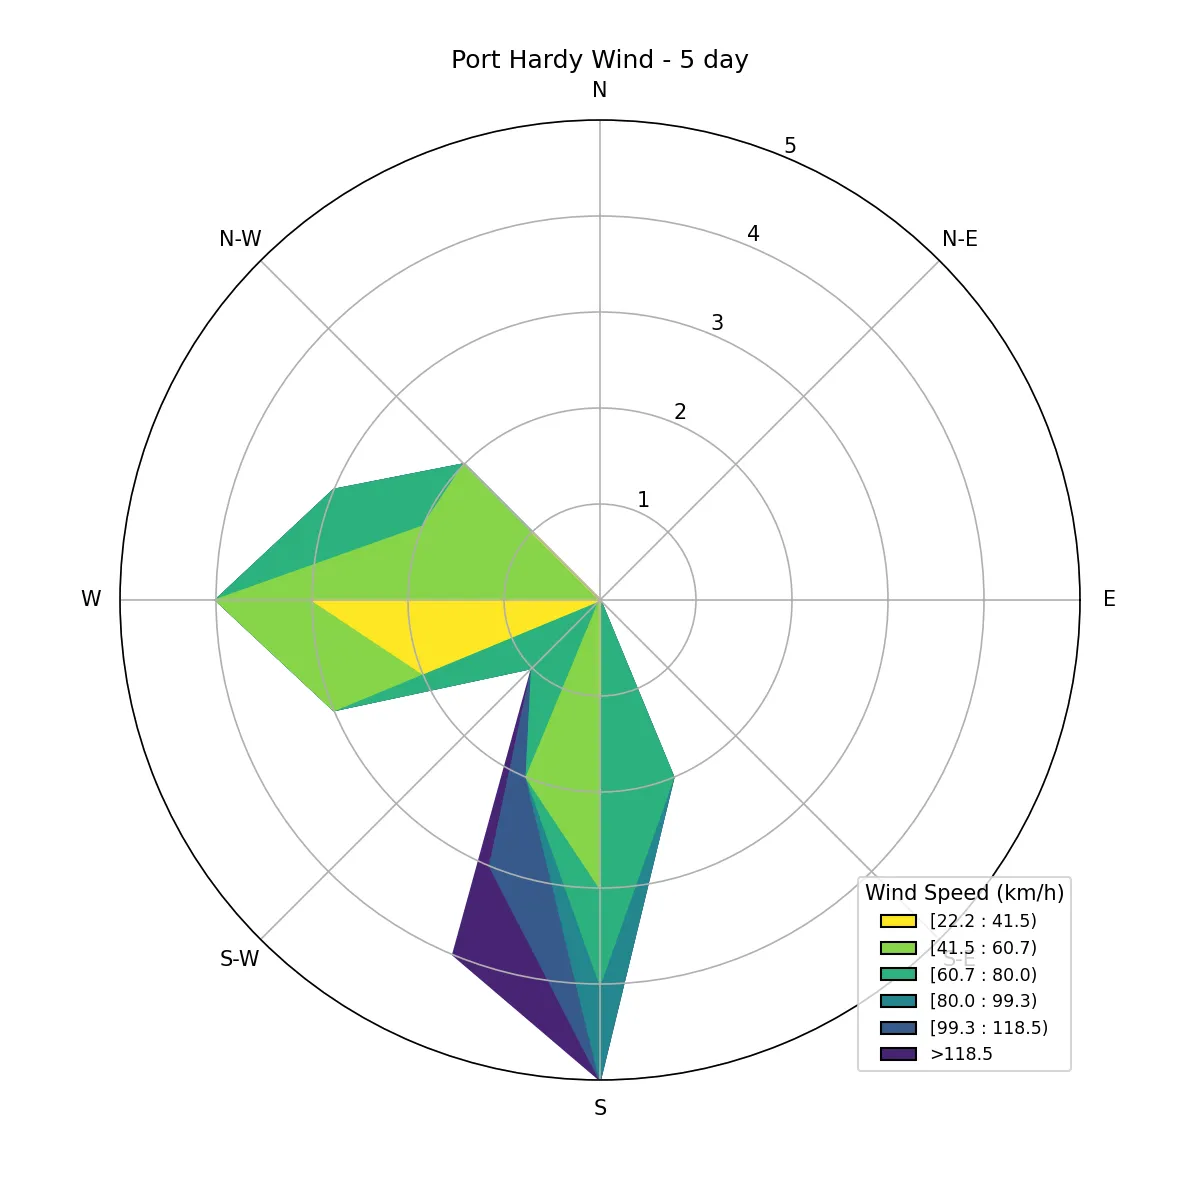 Port Hardy Wind - 5 day
N
5
N-W
N-E
4
3
2
1
W
E
S-W
S-E
S
Wind Speed (km/h)
[22.2 : 41.5)
[41.5 : 60.7)
[60.7 : 80.0)
[80.0 : 99.3)
[99.3 : 118.5)
>118.5